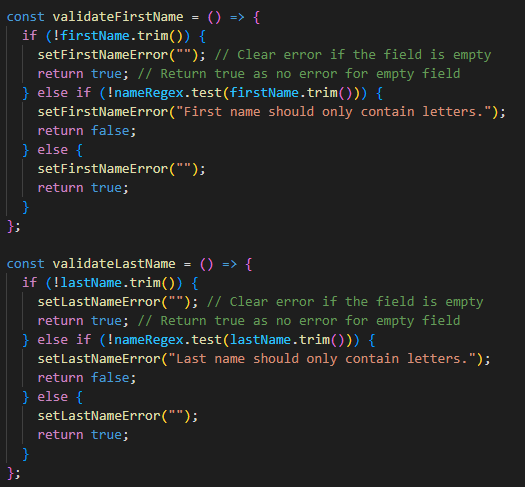 const validateFirstName = () => {
if (!firstName.trim()) {
setFirstNameError(""); // Clear error if the field is empty
return true; // Return true as no error for empty field
} else if (!nameRegex.test(firstName.trim())) {
setFirstNameError("First name should only contain letters.");
return false;
} else {
setFirstNameError("");
return true;
}
};
const validateLastName = () => {
if (!lastName.trim()) {
setLastNameError(""); // Clear error if the field is empty
return true; // Return true as no error for empty field
} else if (!nameRegex.test(lastName.trim())) {
setLastNameError("Last name should only contain letters.");
return false;
} else {
setLastNameError("");
return true;
}
};